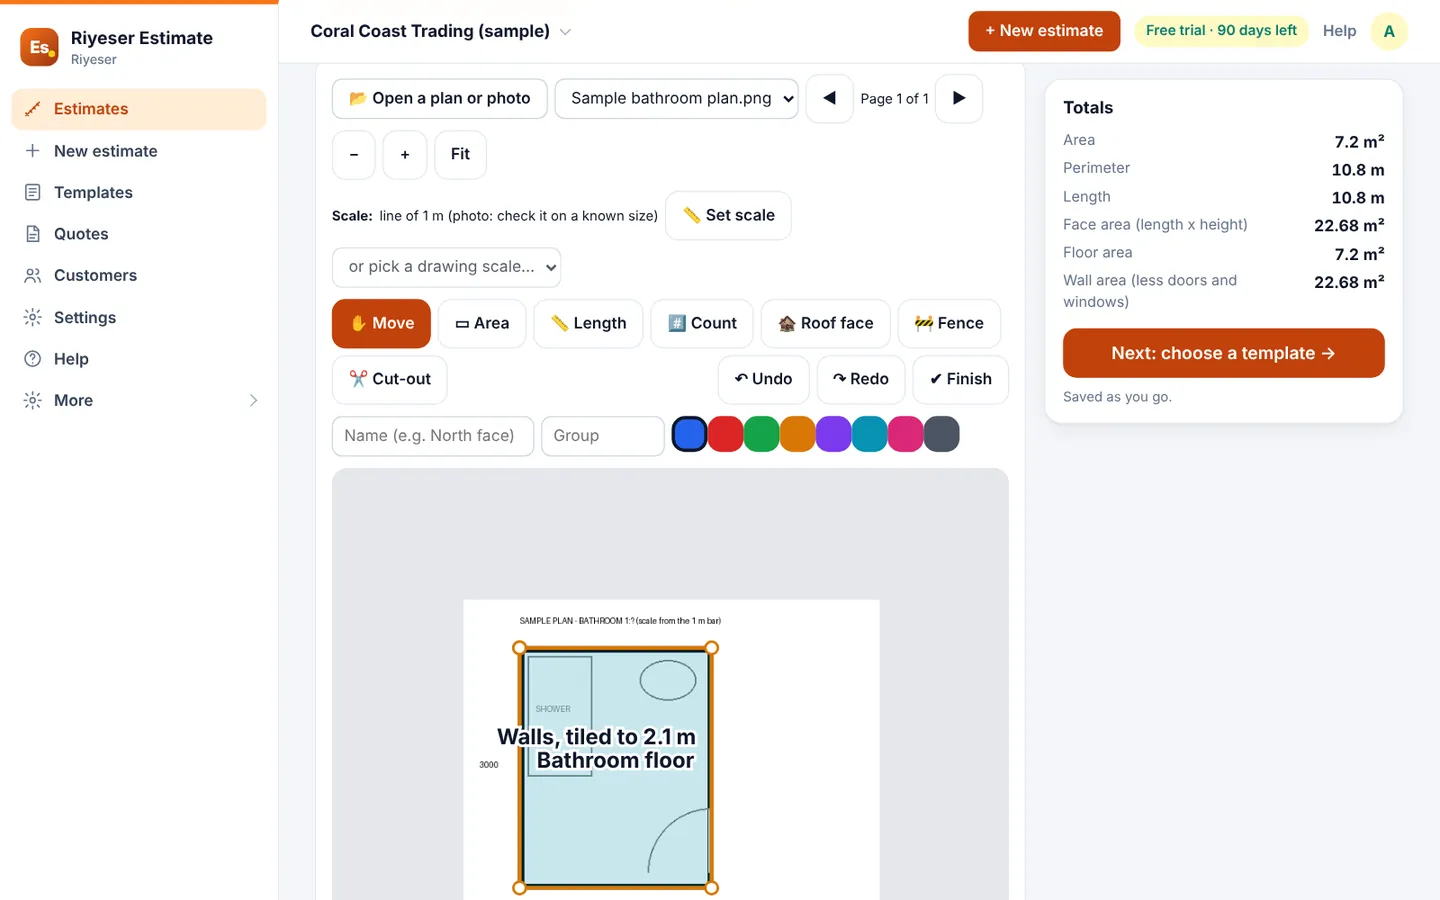 Es.
Riyeser Estimate
Riyeser
Estimates
New estimate
Templates
Quotes
Customers
Settings
Help
More
Coral Coast Trading (sample)
+ New estimate
Free trial · 90 days left
Help
A
📂 Open a plan or photo
Sample bathroom plan.png
◀
Page 1 of 1
▶
−
+
Fit
Scale: line of 1 m (photo: check it on a known size)
📏 Set scale
or pick a drawing scale...
✋ Move
▭ Area
📏 Length
#️⃣ Count
🏠 Roof face
🚧 Fence
✂️ Cut-out
↶ Undo
↷ Redo
✔ Finish
Name (e.g. North face)
Group
SAMPLE PLAN - BATHROOM 1:? (scale from the 1 m bar)
SHOWER
Walls, tiled to 2.1 m
Bathroom floor
3000
Totals
Area 7.2 m²
Perimeter 10.8 m
Length 10.8 m
Face area (length x height) 22.68 m²
Floor area 7.2 m²
Wall area (less doors and 22.68 m²
windows)
Next: choose a template →
Saved as you go.